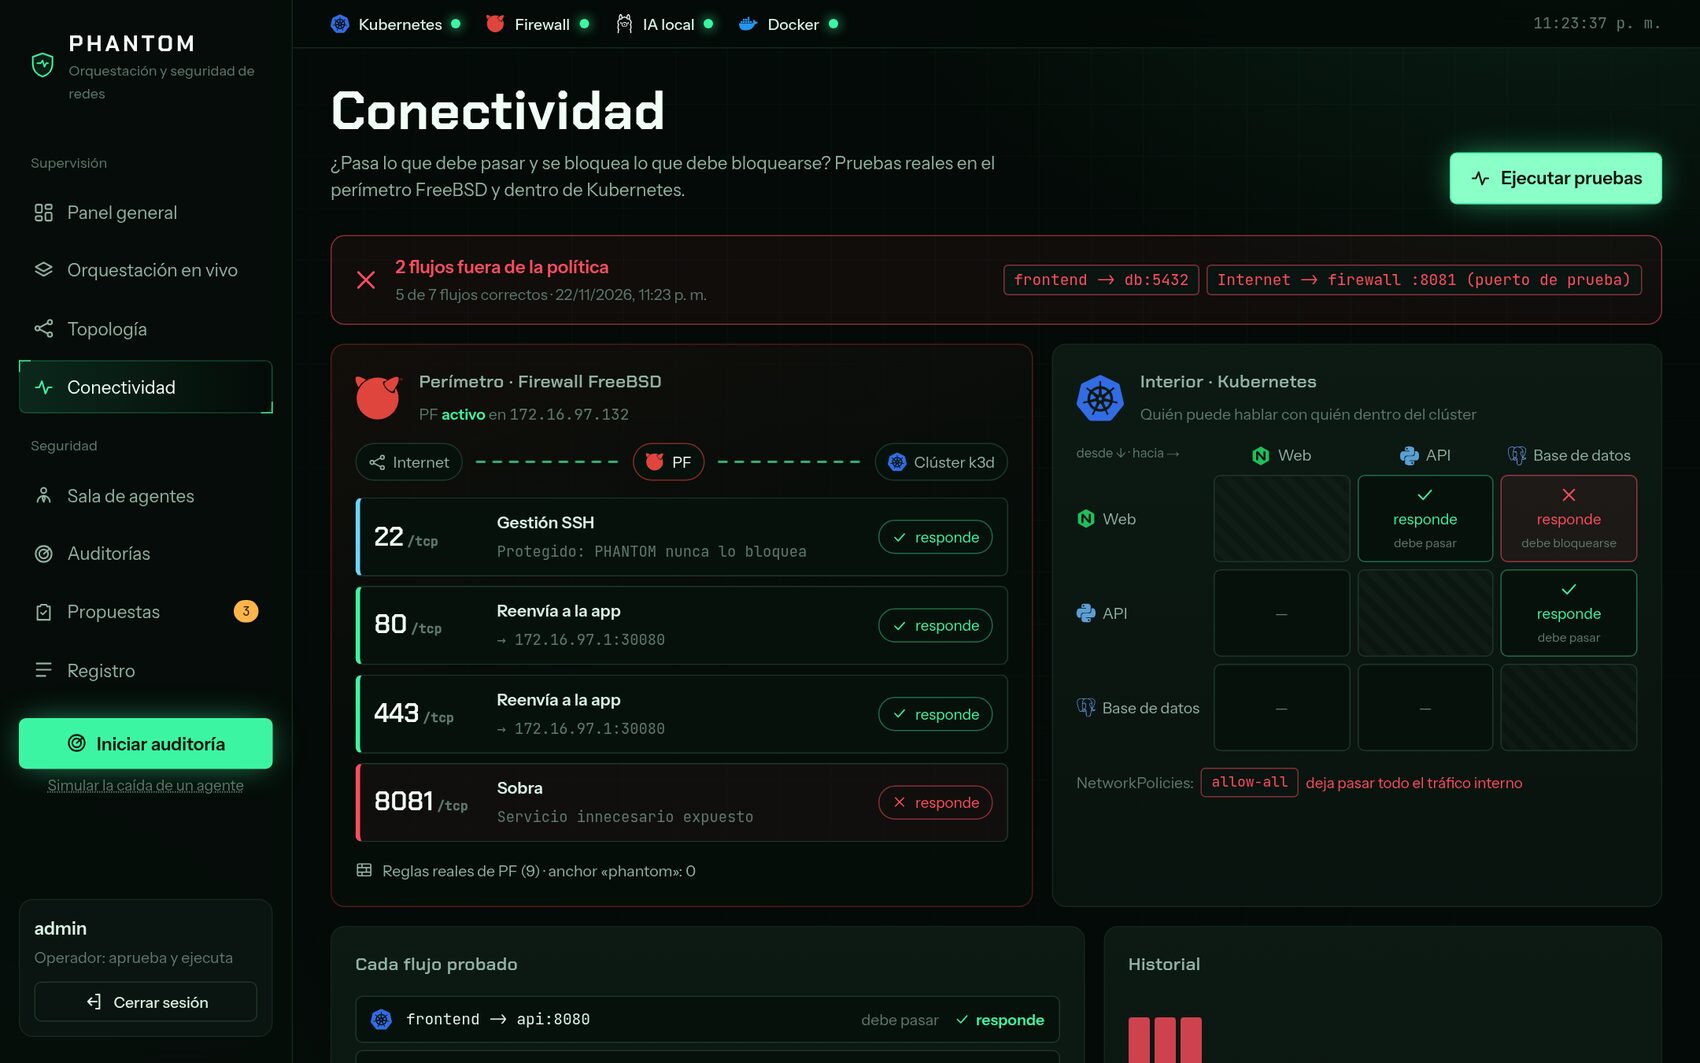 PHANTOM
Orquestación y seguridad de
redes
Supervisión
Panel general
Orquestación en vivo
Topología
Conectividad
Seguridad
Sala de agentes
Auditorías
Propuestas 3
Registro
Iniciar auditoría
Simular la caída de un agente
admin
Operador: aprueba y ejecuta
Cerrar sesión
Kubernetes Firewall IA local Docker 11:23:37 p. m.
Conectividad
¿Pasa lo que debe pasar y se bloquea lo que debe bloquearse? Pruebas reales en el
perímetro FreeBSD y dentro de Kubernetes.
Ejecutar pruebas
2 flujos fuera de la política
5 de 7 flujos correctos · 22/11/2026, 11:23 p. m.
frontend → db:5432 Internet → firewall :8081 (puerto de prueba)
Perímetro · Firewall FreeBSD
PF activo en 172.16.97.132
Internet PF Clúster k3d
22 /tcp Gestión SSH responde
Protegido: PHANTOM nunca lo bloquea
80 /tcp Reenvía a la app responde
→ 172.16.97.1:30080
443 /tcp Reenvía a la app responde
→ 172.16.97.1:30080
8081 /tcp Sobra responde
Servicio innecesario expuesto
Reglas reales de PF (9) · anchor «phantom»: 0
Interior · Kubernetes
Quién puede hablar con quién dentro del clúster
desde ↓ · hacia → Web API Base de datos
Web responde debe pasar responde debe bloquearse
API — responde debe pasar
Base de datos — —
NetworkPolicies: allow-all deja pasar todo el tráfico interno
Cada flujo probado
frontend → api:8080 debe pasar responde
Historial